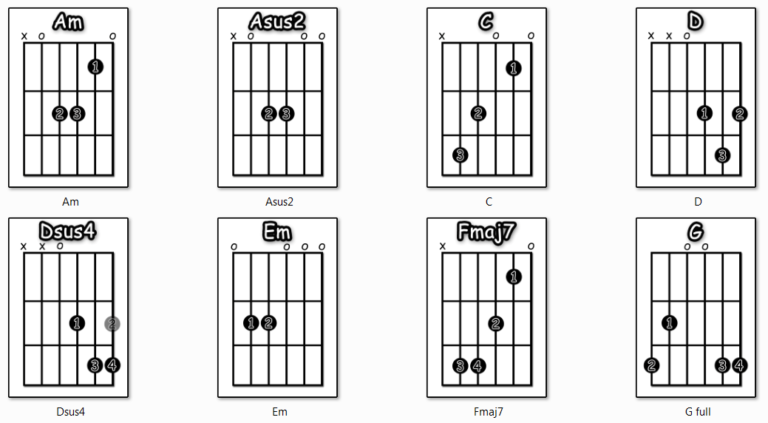 Am
x o o
1
2 3
Am
Asus2
x o o o
2 3
Asus2
C
x o o
1
2
3
C
D
x x o
1 2
3
D
Dsus4
x x o
1 2
3 4
Dsus4
Em
o o o o
1 2
Em
Fmaj7
x o
1
2
3 4
Fmaj7
G
o o
1
2 3 4
G full